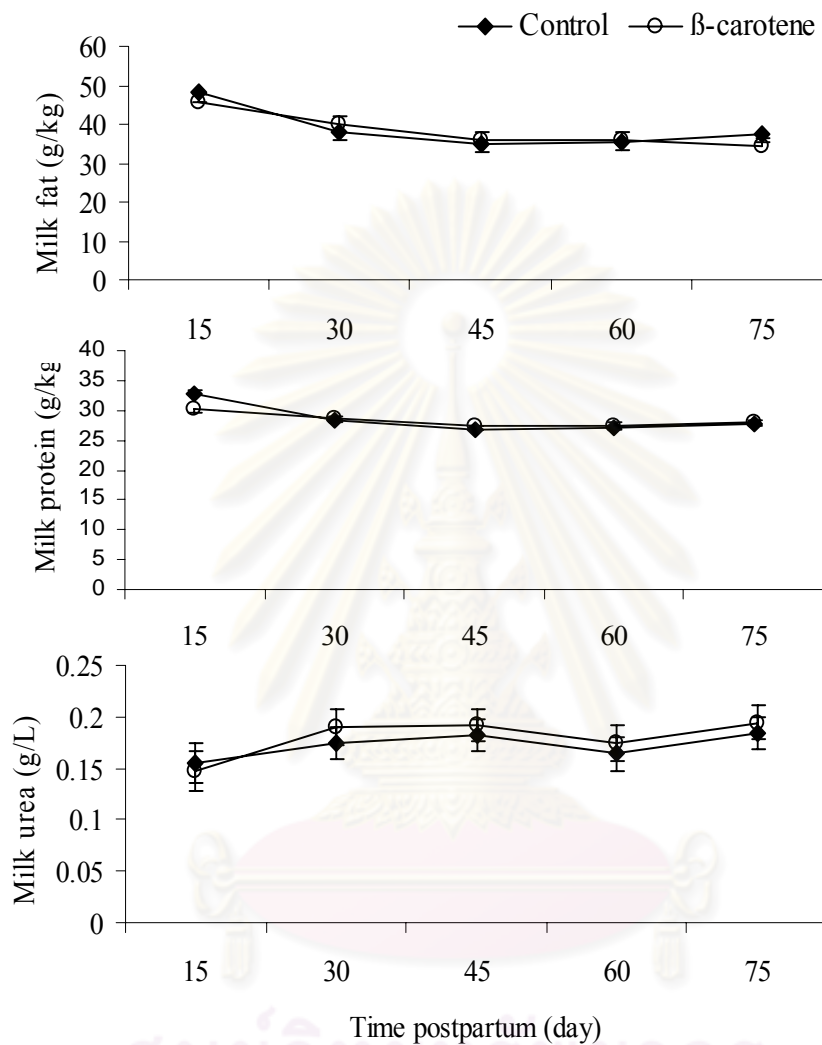 Control ß-carotene
Milk fat (g/kg)
60
50
40
30
20
10
0
15 30 45 60 75
Milk protein (g/kg
40
35
30
25
20
15
10
5
0
15 30 45 60 75
Milk urea (g/L)
0.25
0.2
0.15
0.1
0.05
0
15 30 45 60 75
Time postpartum (day)